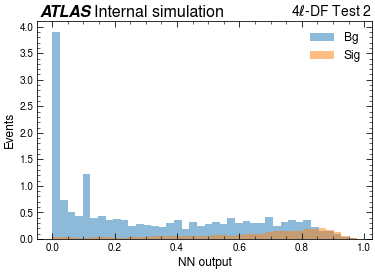 ATLAS Internal simulation 4ℓ-DF Test 2
Bg
Sig
Events
4.0
3.5
3.0
2.5
2.0
1.5
1.0
0.5
0.0
0.0 0.2 0.4 0.6 0.8 1.0
NN output